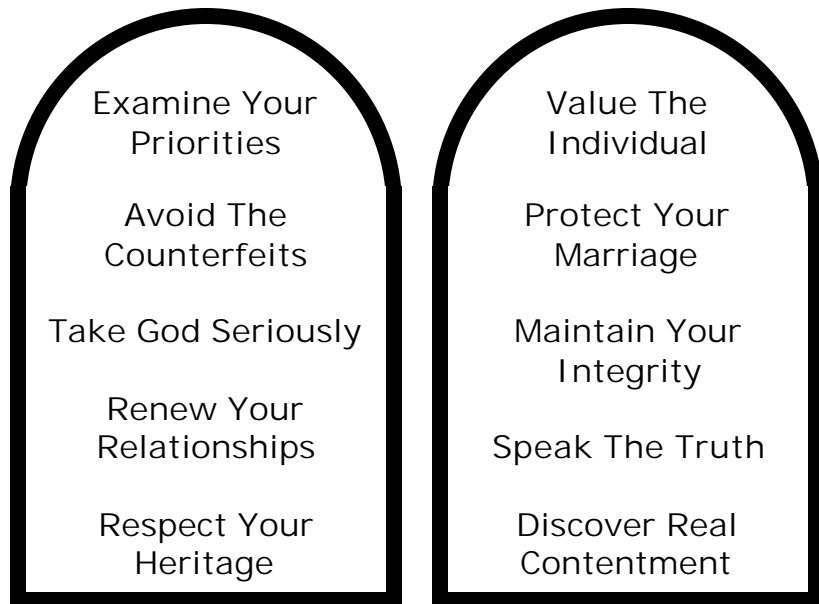 Examine Your
Priorities
Avoid The
Counterfeits
Take God Seriously
Renew Your
Relationships
Respect Your
Heritage
Value The
Individual
Protect Your
Marriage
Maintain Your
Integrity
Speak The Truth
Discover Real
Contentment